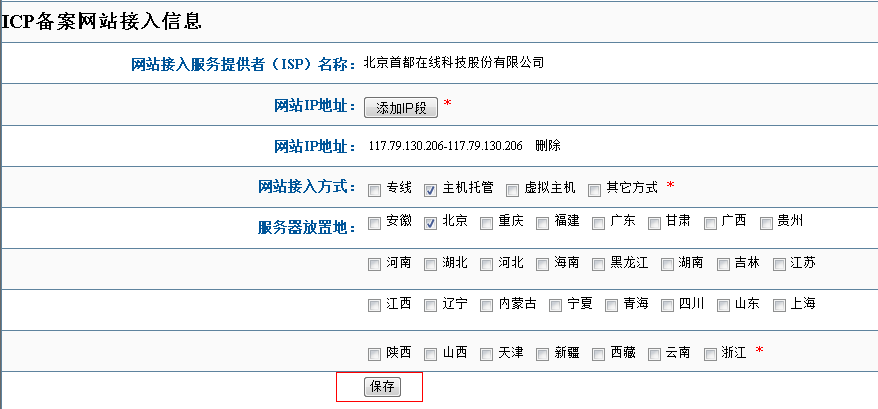 ICP备案网站接入信息
网站接入服务提供者（ISP）名称： 北京首都在线科技股份有限公司
网站IP地址： 添加IP段 *
网站IP地址： 117.79.130.206-117.79.130.206 删除
网站接入方式： 专线 主机托管 虚拟主机 其它方式 *
服务器放置地： 安徽 北京 重庆 福建 广东 甘肃 广西 贵州
河南 湖北 河北 海南 黑龙江 湖南 吉林 江苏
江西 辽宁 内蒙古 宁夏 青海 四川 山东 上海
陕西 山西 天津 新疆 西藏 云南 浙江 *
保存